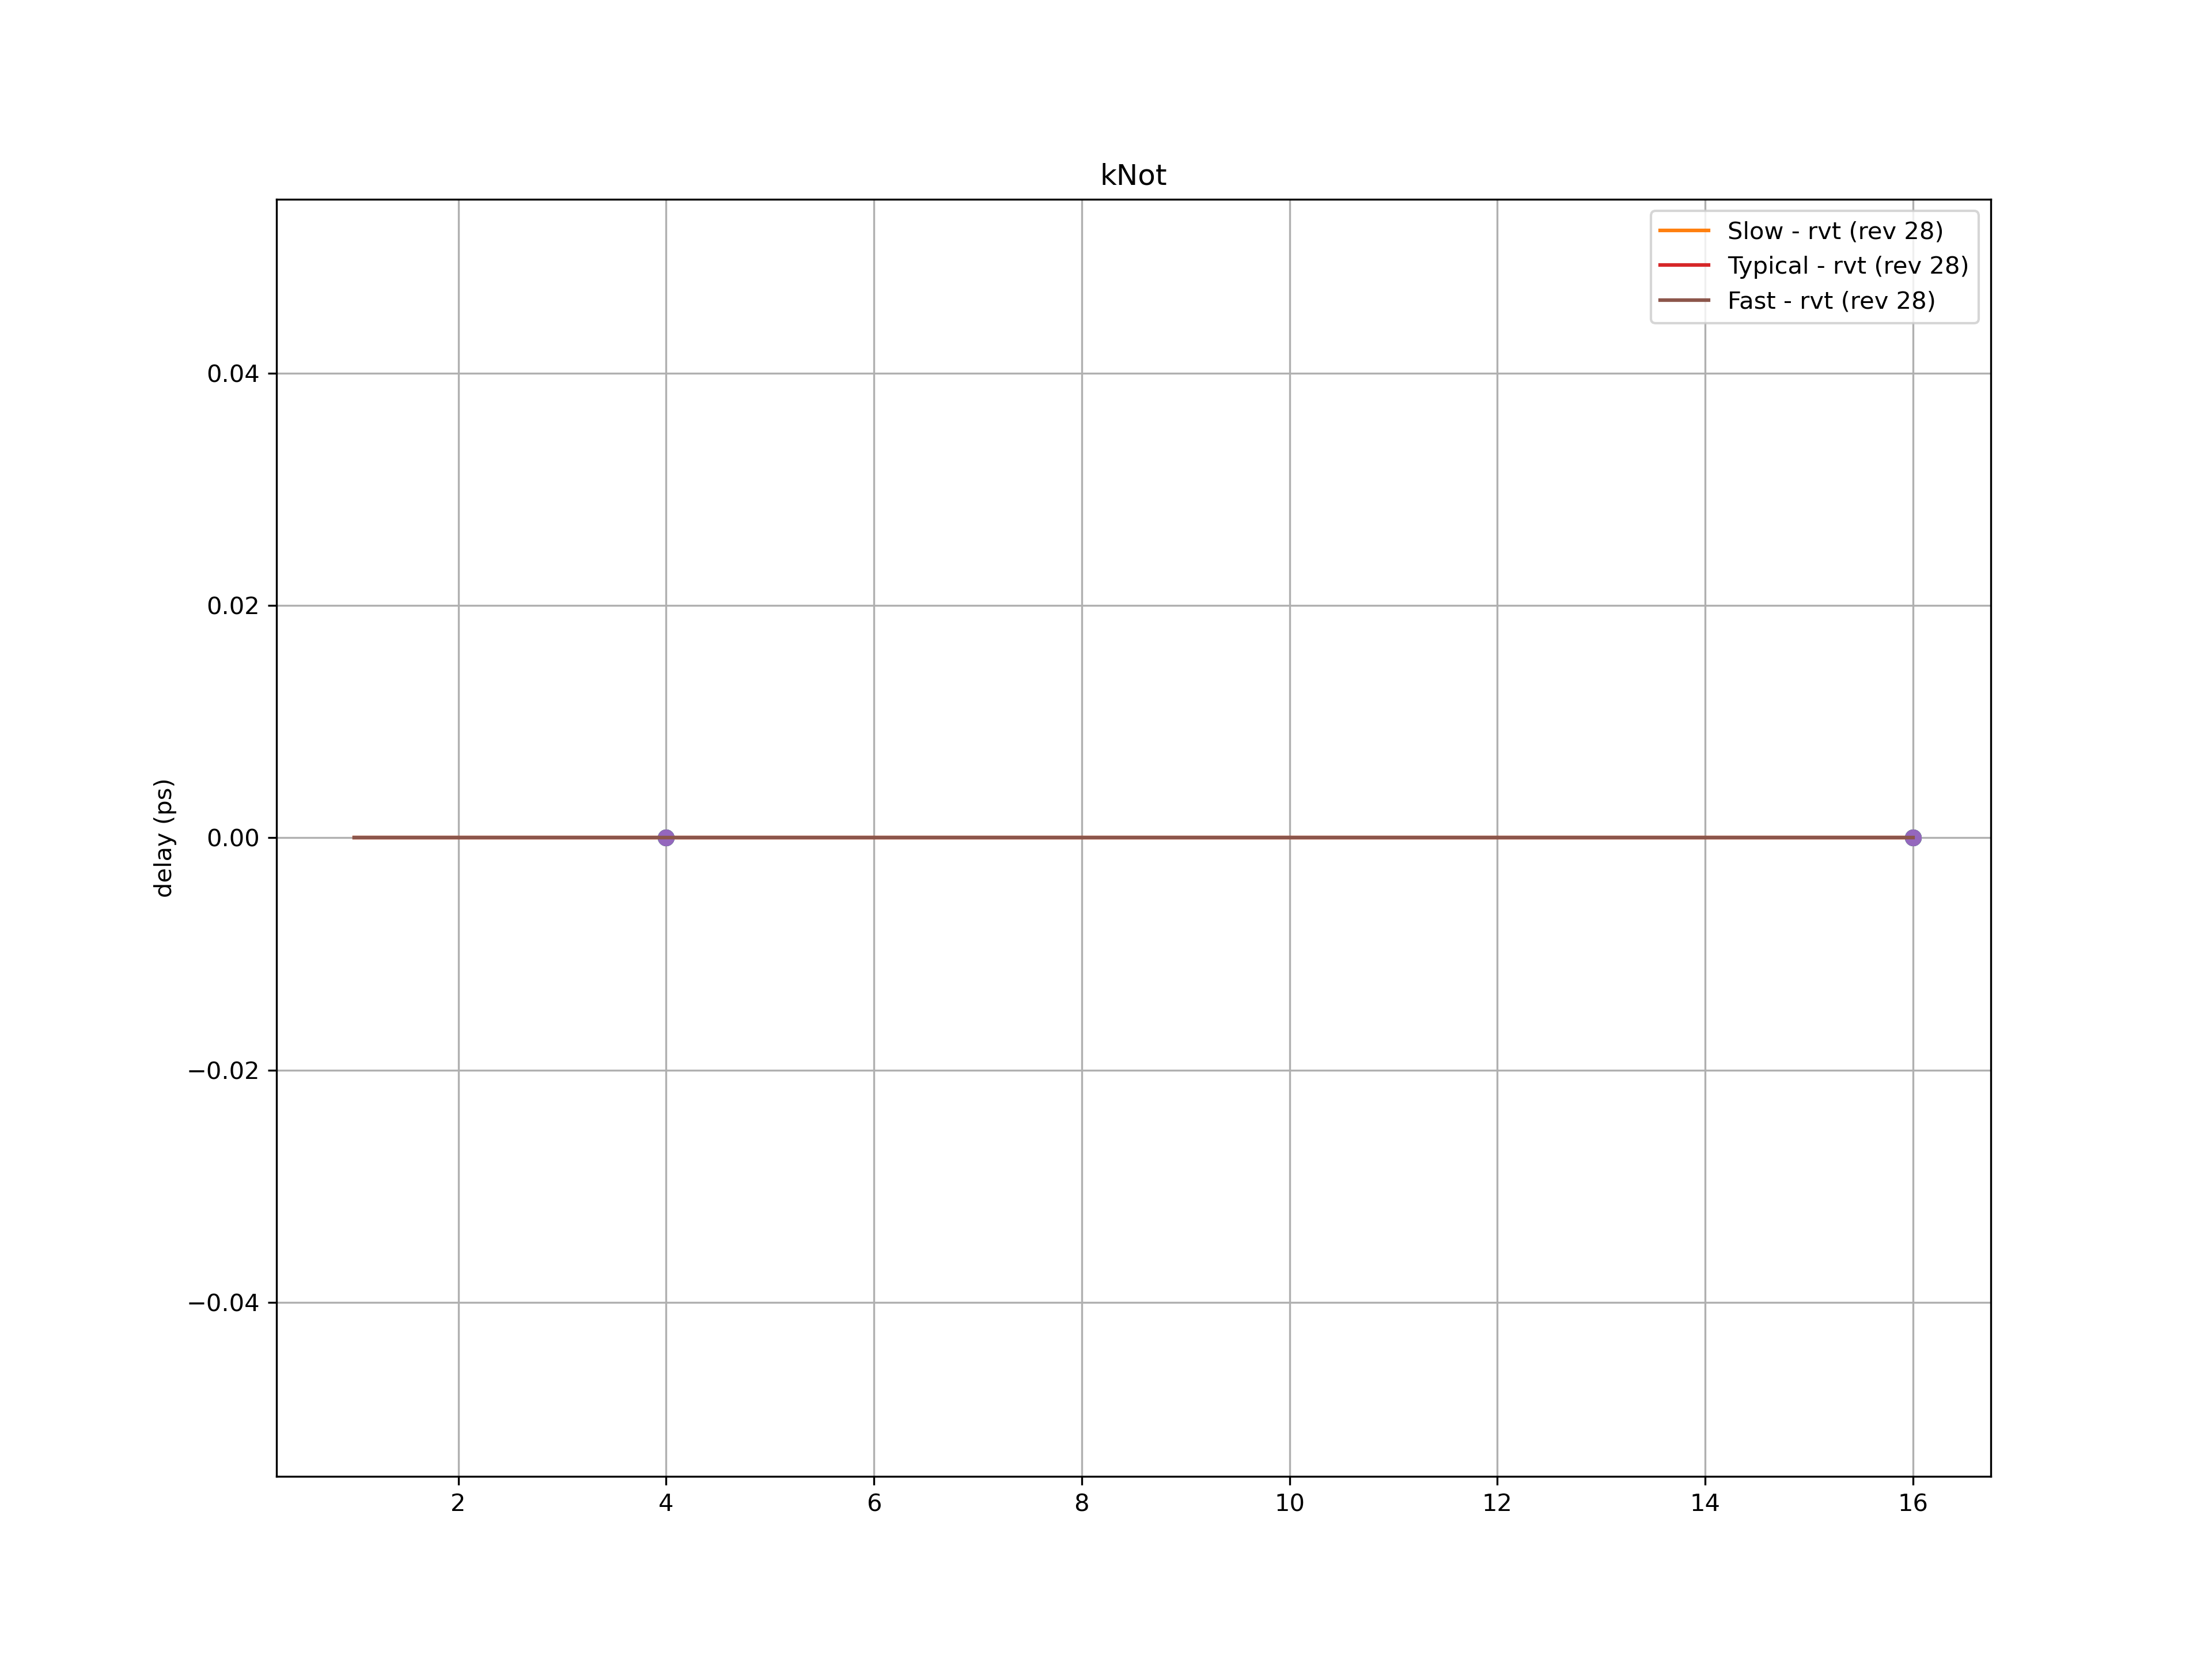 kNot
Slow - rvt (rev 28)
Typical - rvt (rev 28)
Fast - rvt (rev 28)
delay (ps)
0.04
0.02
0.00
−0.02
−0.04
2 4 6 8 10 12 14 16